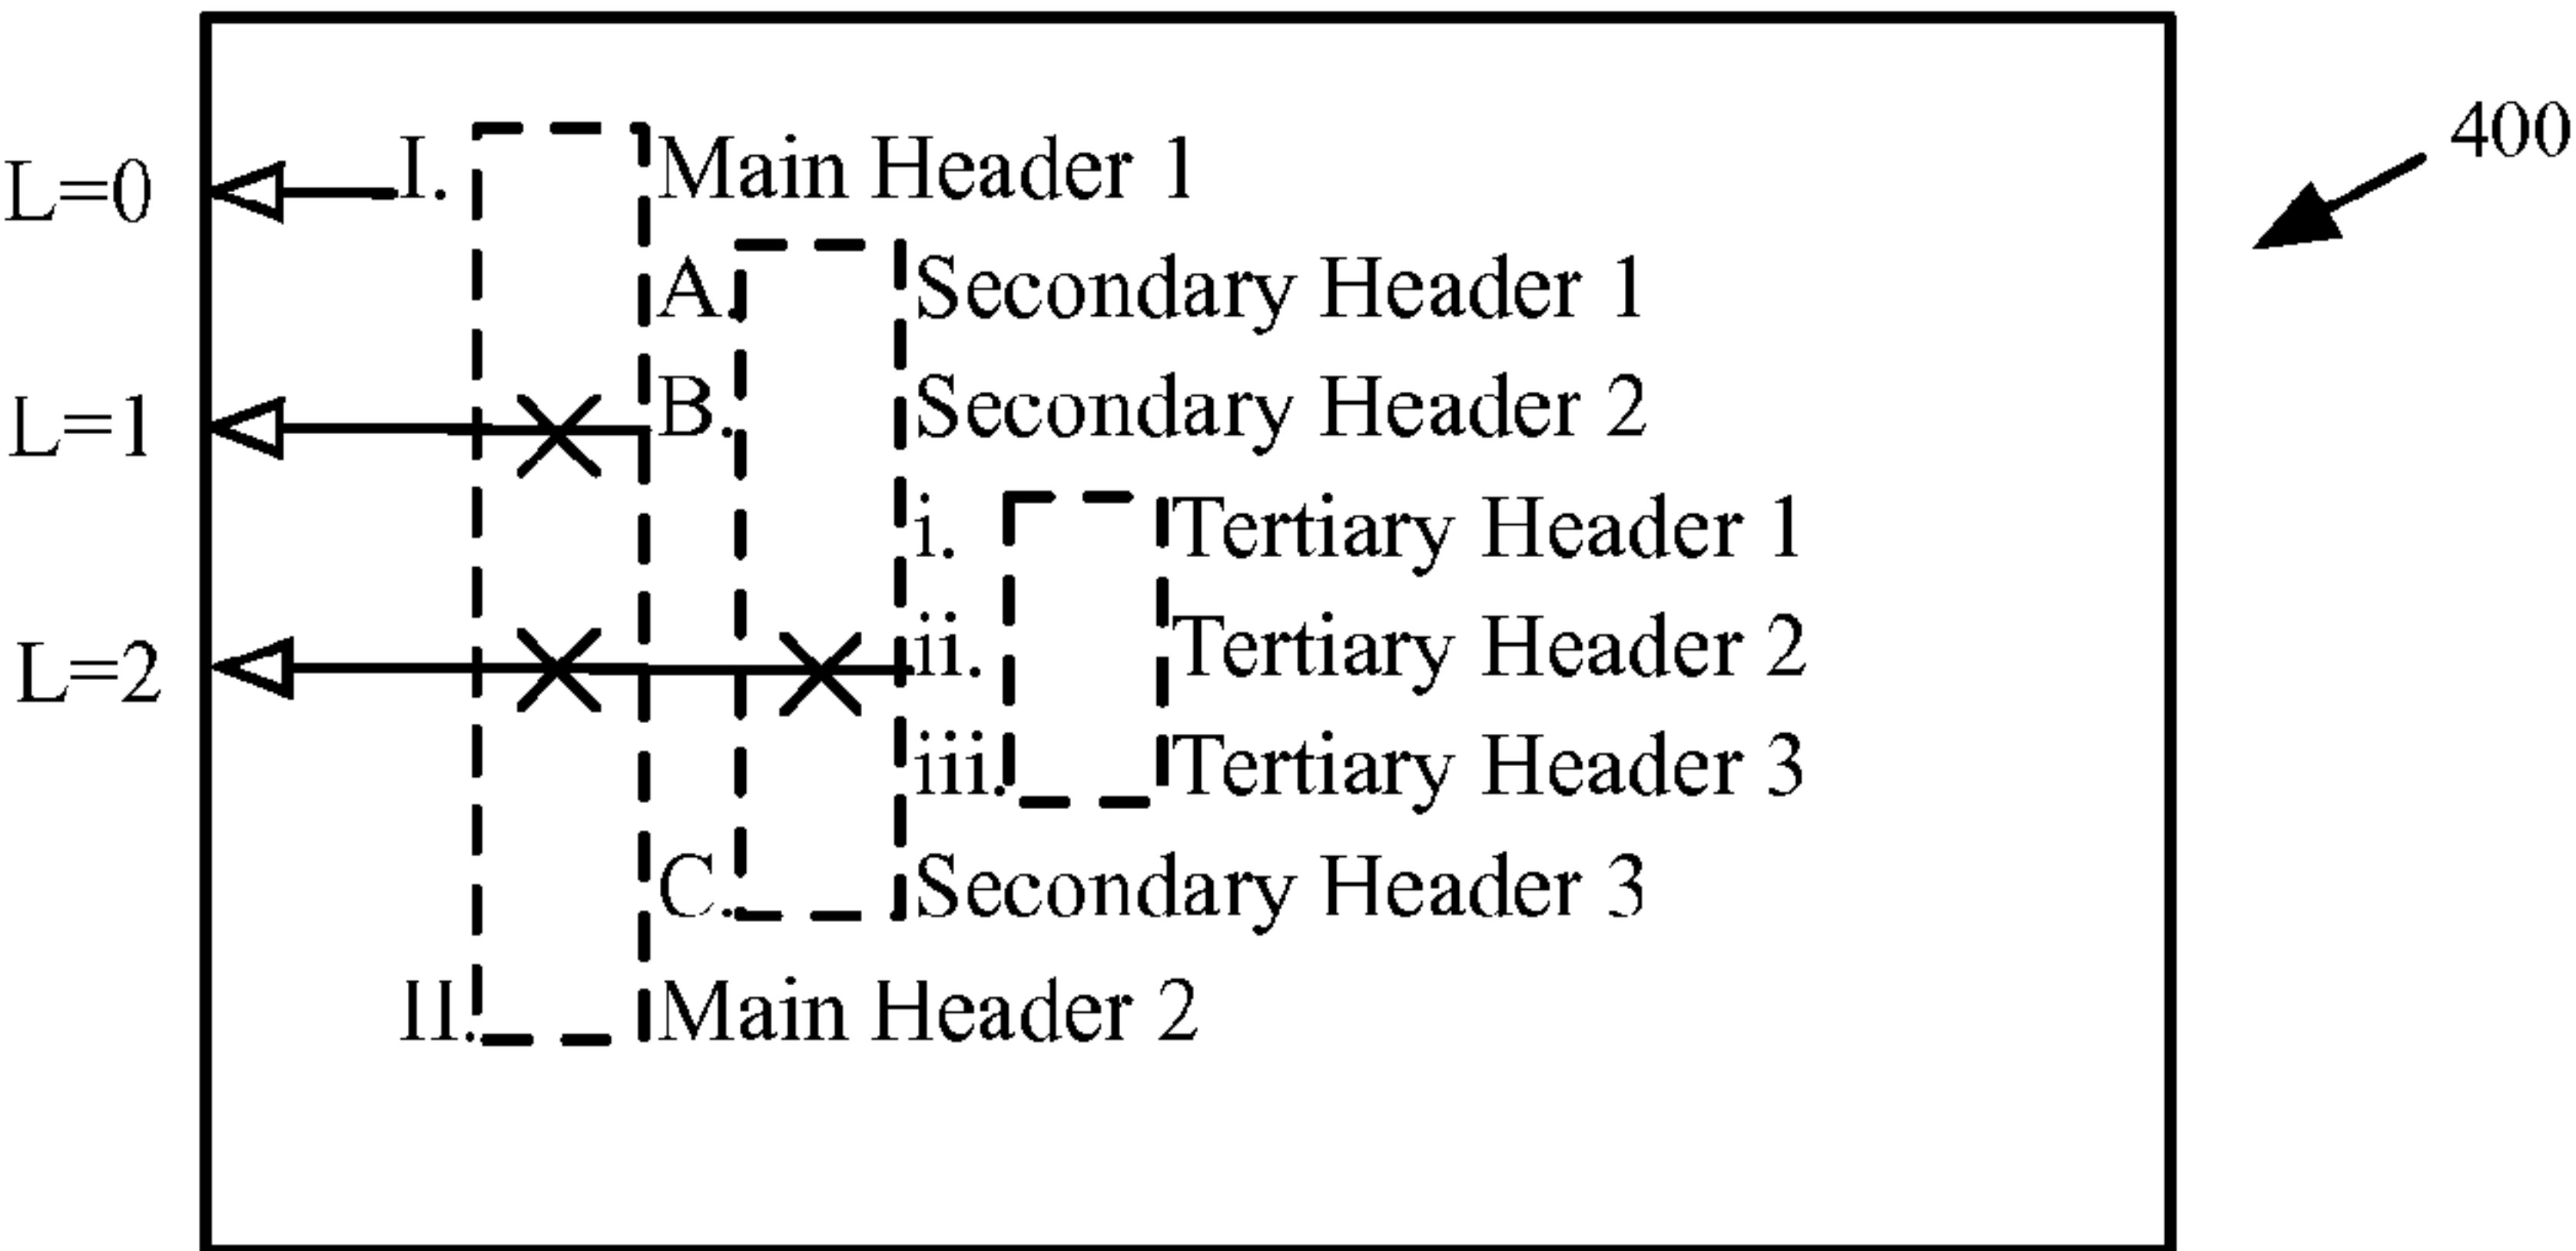 400
L=0 I. Main Header 1
A. Secondary Header 1
L=1 B. Secondary Header 2
i. Tertiary Header 1
L=2 ii. Tertiary Header 2
iii. Tertiary Header 3
C. Secondary Header 3
II. Main Header 2